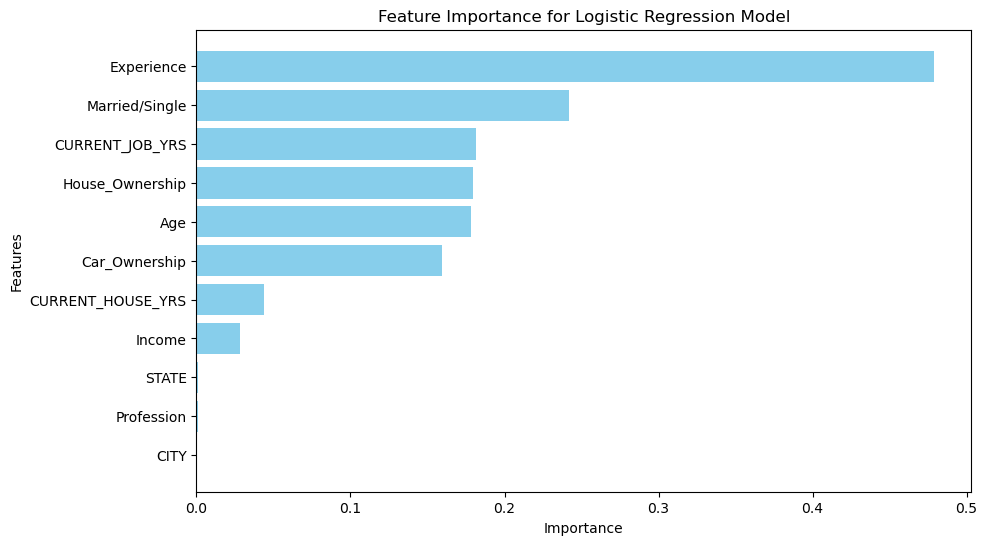 Feature Importance for Logistic Regression Model
Experience
Married/Single
CURRENT_JOB_YRS
House_Ownership
Age
Car_Ownership
CURRENT_HOUSE_YRS
Income
STATE
Profession
CITY
Features
0.0 0.1 0.2 0.3 0.4 0.5
Importance